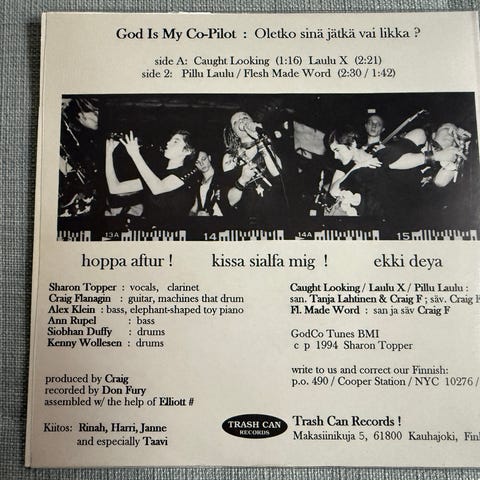 God Is My Co-Pilot : Oletko sinä jätkä vai likka ?
side A: Caught Looking (1:16) Laulu X (2:21)
side 2: Pillu Laulu / Flesh Made Word (2:30 / 1:42)
13A
14
14A
15
hoppa aftur ! kissa sialfa mig ! ekki deya
Sharon Topper : vocals, clarinet
Craig Flanagin : guitar, machines that drum
Alex Klein : bass, elephant-shaped toy piano
Ann Rupel : bass
Siobhan Duffy : drums
Kenny Wollesen : drums
produced by Craig
recorded by Don Fury
assembled w/ the help of Elliott #
Kiitos: Rinah, Harri, Janne
and especially Taavi
Caught Looking / Laulu X / Pillu Laulu :
san. Tanja Lahtinen & Craig F ; säv. Craig
Fl. Made Word : san ja säv Craig F
GodCo Tunes BMI
c p 1994 Sharon Topper
write to us and correct our Finnish:
p.o. 490 / Cooper Station / NYC 10276 /
TRASH CAN
RECORDS
Trash Can Records !
Makasiinikuja 5, 61800 Kauhajoki, Fin